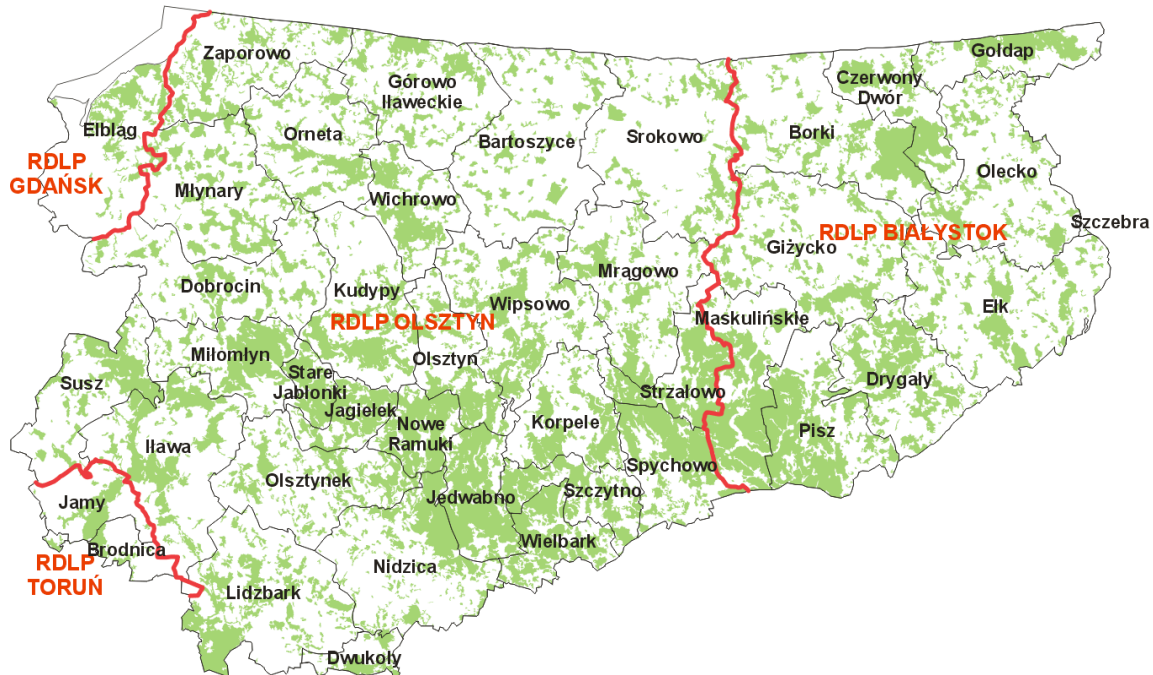 Zaporowo
Gołdap
Górowo
Iławeckie
Czerwony
Dwór
Elbląg
Orneta
Bartoszyce
Srokowo
Borki
RDLP
GDAŃSK
Młynary
Wichrowo
Olecko
Szczebra
RDLP BIAŁYSTOK
Giżycko
Dobrocin
Kudypy
Mrągowo
Wipsowo
Ełk
RDLP OLSZTYN
Maskulińskie
Miłomłyn
Olsztyn
Stare
Jabłonki
Susz
Strzałowo
Drygały
Jagiełek
Nowe
Ramuki
Korpele
Pisz
Iława
Spychowo
Olsztynek
Jedwabno
Szczytno
Jamy
Wielbark
Brodnica
RDLP
TORUŃ
Nidzica
Lidzbark
Dwukoły